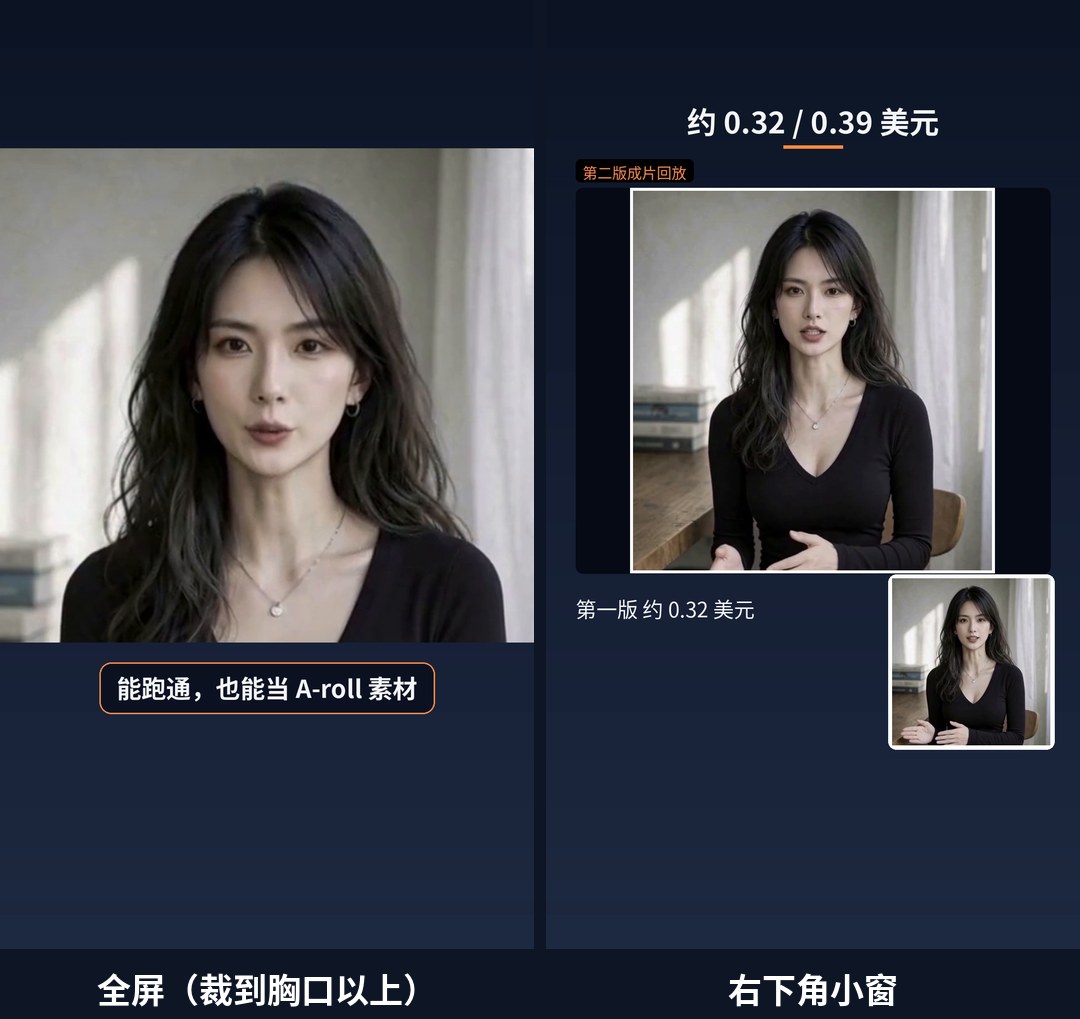 能跑通，也能当 A-roll 素材
全屏（裁到胸口以上）
约 0.32 / 0.39 美元
第二版成片回放
第一版 约 0.32 美元
右下角小窗